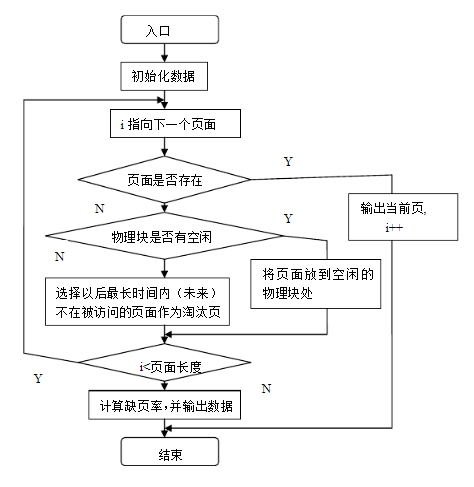 入口
初始化数据
i 指向下一个页面
页面是否存在
Y
N
输出当前页,
i++
物理块是否有空闲
Y
N
将页面放到空闲的
物理块处
选择以后最长时间内（未来）
不在被访问的页面作为淘汰页
i<页面长度
Y
N
计算缺页率,并输出数据
结束